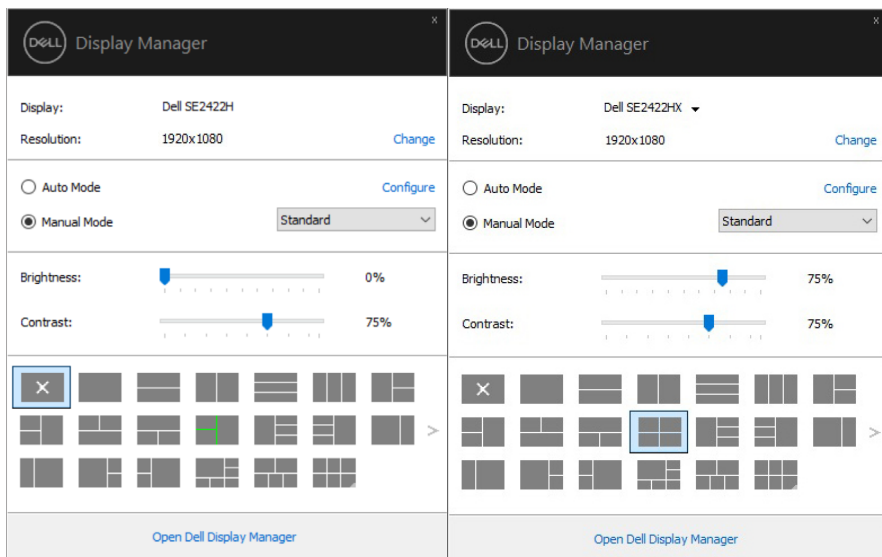 x
DELL Display Manager
Display: Dell SE2422H
Resolution: 1920x1080 Change
Auto Mode Configure
Manual Mode Standard
Brightness: 0%
Contrast: 75%
Open Dell Display Manager
x
DELL Display Manager
Display: Dell SE2422HX
Resolution: 1920x1080 Change
Auto Mode Configure
Manual Mode Standard
Brightness: 75%
Contrast: 75%
Open Dell Display Manager